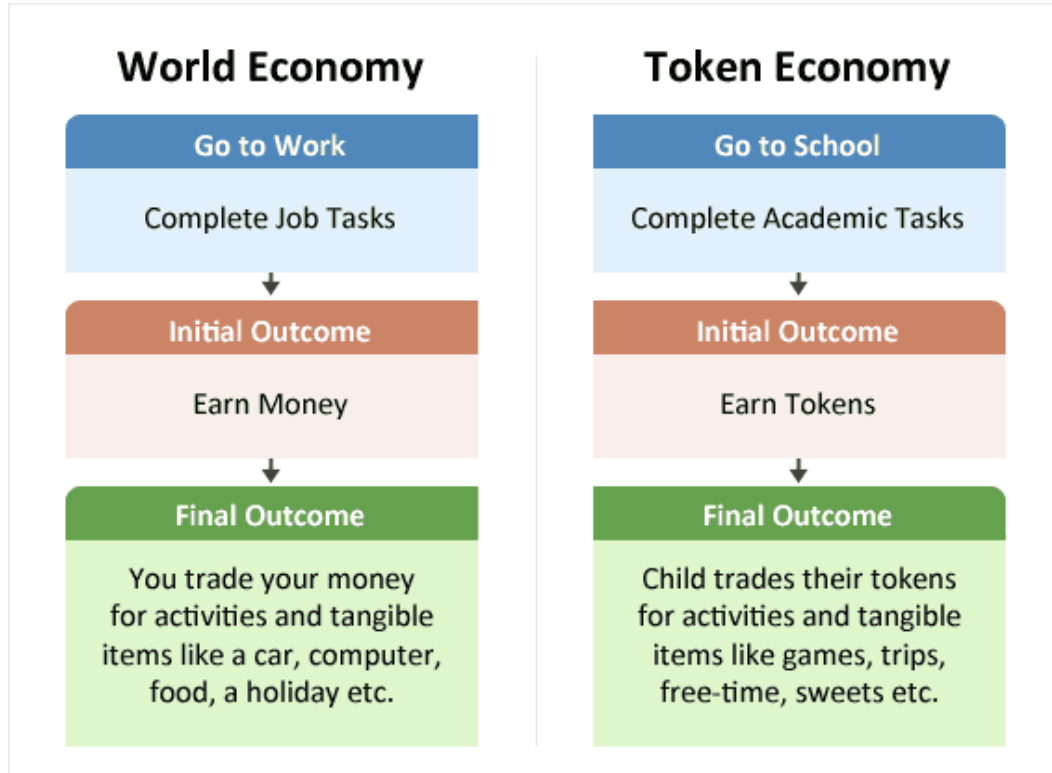 World Economy
Go to Work
Complete Job Tasks
Initial Outcome
Earn Money
Final Outcome
You trade your money
for activities and tangible
items like a car, computer,
food, a holiday etc.
Token Economy
Go to School
Complete Academic Tasks
Initial Outcome
Earn Tokens
Final Outcome
Child trades their tokens
for activities and tangible
items like games, trips,
free-time, sweets etc.